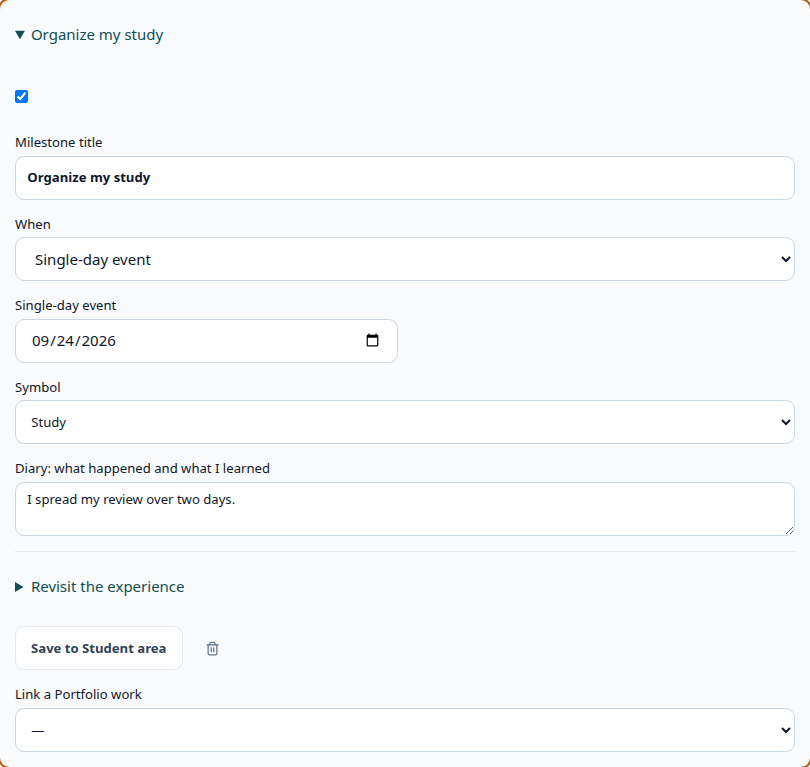 Organize my study
Milestone title
Organize my study
When
Single-day event
Single-day event
09/24/2026
Symbol
Study
Diary: what happened and what I learned
I spread my review over two days.
Revisit the experience
Save to Student area
Link a Portfolio work
—